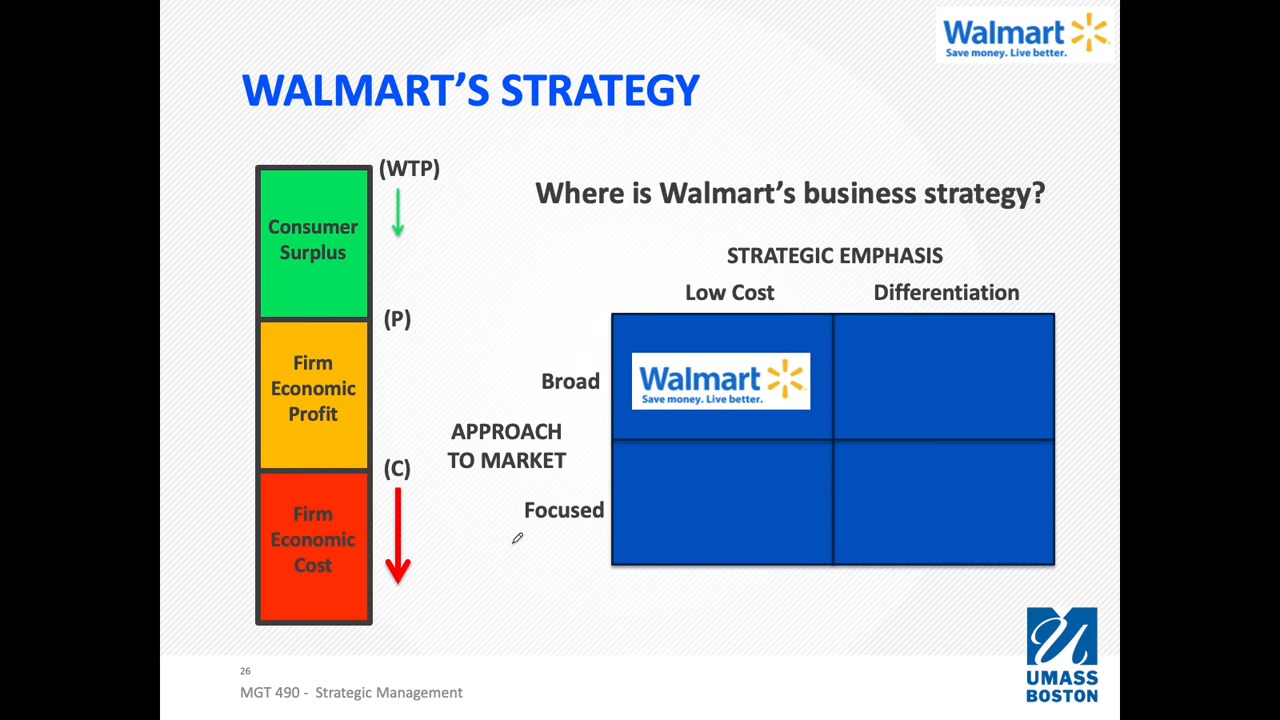 Walmart
Save money. Live better.
WALMART'S STRATEGY
(WTP)
Consumer
Surplus
(P)
Firm
Economic
Profit
(C)
Firm
Economic
Cost
Where is Walmart's business strategy?
STRATEGIC EMPHASIS
Low Cost
Differentiation
Broad
Walmart
Save money. Live better.
APPROACH
TO MARKET
Focused
26
MGT 490 - Strategic Management
UMASS
BOSTON